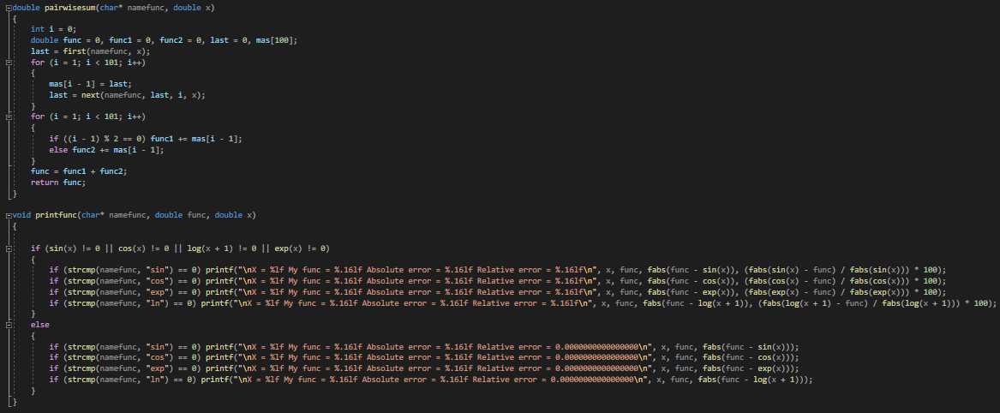 double pairwisesum(char* namefunc, double x)
{
int i = 0;
double func = 0, func1 = 0, func2 = 0, last = 0, mas[100];
last = first(namefunc, x);
for (i = 1; i < 101; i++)
{
mas[i - 1] = last;
last = next(namefunc, last, i, x);
}
for (i = 1; i < 101; i++)
{
if ((i - 1) % 2 == 0) func1 += mas[i - 1];
else func2 += mas[i - 1];
}
func = func1 + func2;
return func;
}
void printfunc(char* namefunc, double func, double x)
{
if (sin(x) != 0 || cos(x) != 0 || log(x + 1) != 0 || exp(x) != 0)
{
if (strcmp(namefunc, "sin") == 0) printf("\nX = %lf My func = %.16lf Absolute error = %.16lf Relative error = %.16lf\n", x, func, fabs(func - sin(x)), (fabs(sin(x) - func) / fabs(sin(x))) * 100);
if (strcmp(namefunc, "cos") == 0) printf("\nX = %lf My func = %.16lf Absolute error = %.16lf Relative error = %.16lf\n", x, func, fabs(func - cos(x)), (fabs(cos(x) - func) / fabs(cos(x))) * 100);
if (strcmp(namefunc, "exp") == 0) printf("\nX = %lf My func = %.16lf Absolute error = %.16lf Relative error = %.16lf\n", x, func, fabs(func - exp(x)), (fabs(exp(x) - func) / fabs(exp(x))) * 100);
if (strcmp(namefunc, "ln") == 0) printf("\nX = %lf My func = %.16lf Absolute error = %.16lf Relative error = %.16lf\n", x, func, fabs(func - log(x + 1)), (fabs(log(x + 1) - func) / fabs(log(x + 1))) * 100);
}
else
{
if (strcmp(namefunc, "sin") == 0) printf("\nX = %lf My func = %.16lf Absolute error = %.16lf Relative error = 0.0000000000000000\n", x, func, fabs(func - sin(x)));
if (strcmp(namefunc, "cos") == 0) printf("\nX = %lf My func = %.16lf Absolute error = %.16lf Relative error = 0.0000000000000000\n", x, func, fabs(func - cos(x)));
if (strcmp(namefunc, "exp") == 0) printf("\nX = %lf My func = %.16lf Absolute error = %.16lf Relative error = 0.0000000000000000\n", x, func, fabs(func - exp(x)));
if (strcmp(namefunc, "ln") == 0) printf("\nX = %lf My func = %.16lf Absolute error = %.16lf Relative error = 0.0000000000000000\n", x, func, fabs(func - log(x + 1)));
}
}